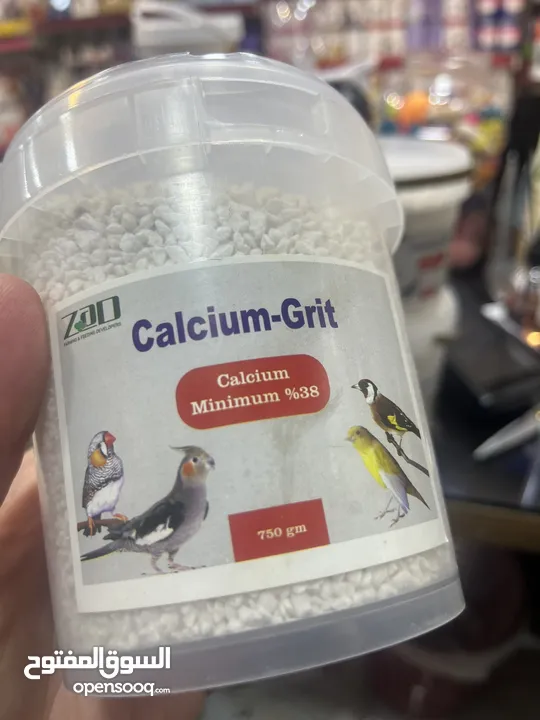 ZAD
Calcium-Grit
Calcium
Minimum %38
750 gm
السوق المفتوح
opensooq.com